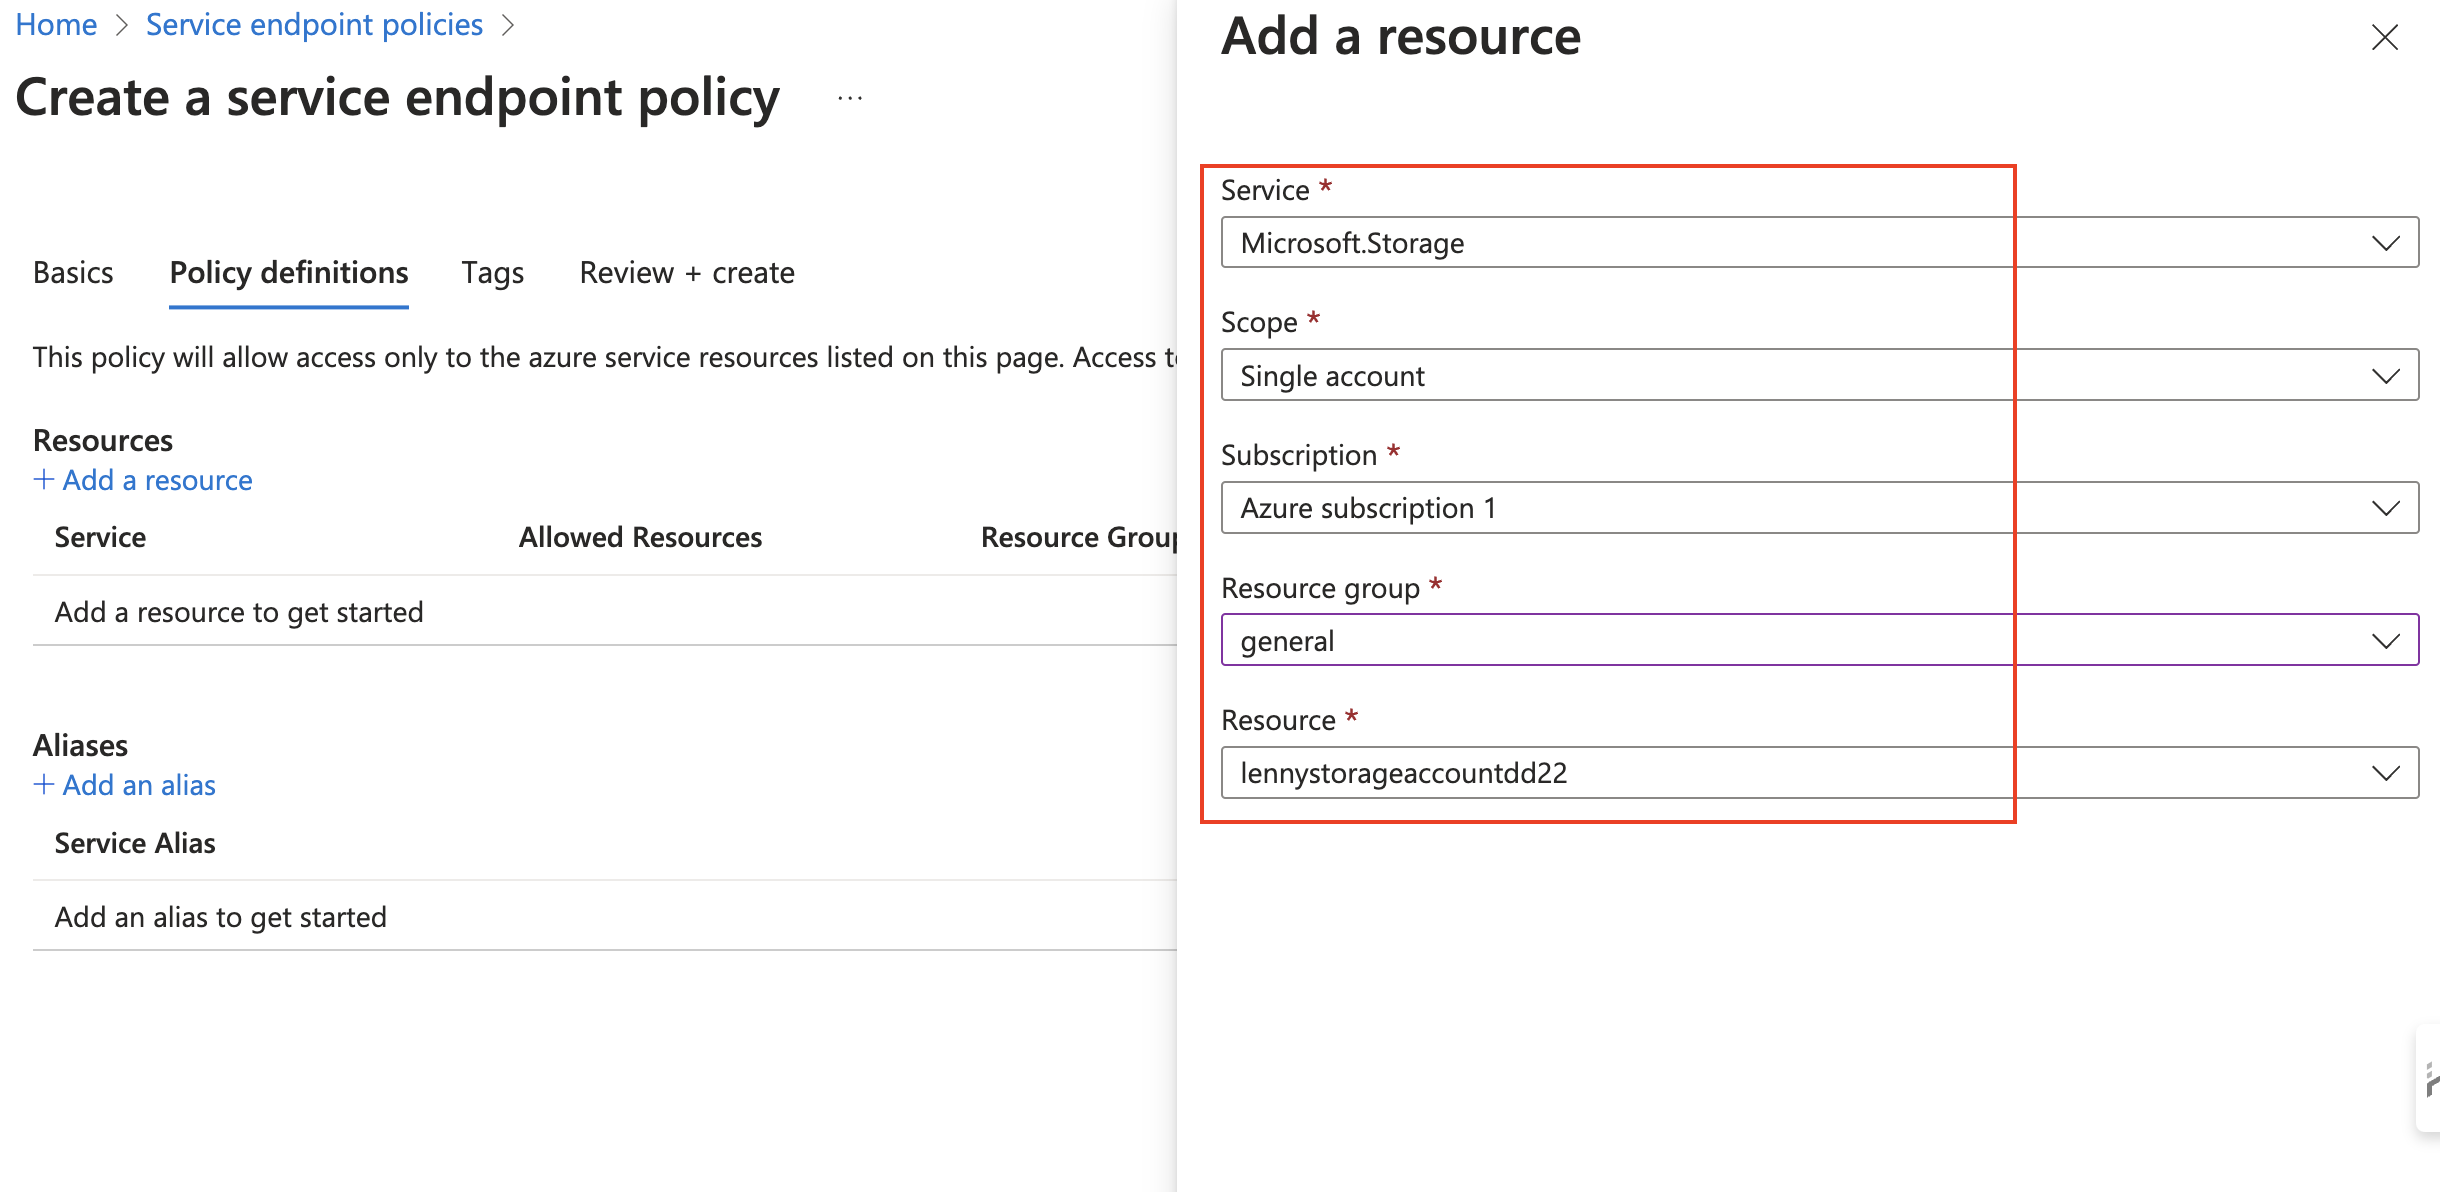 Home > Service endpoint policies >
Create a service endpoint policy ...
Basics Policy definitions Tags Review + create
This policy will allow access only to the azure service resources listed on this page. Access t
Resources
+ Add a resource
Service Allowed Resources Resource Group
Add a resource to get started
Aliases
+ Add an alias
Service Alias
Add an alias to get started
Add a resource
Service *
Microsoft.Storage
Scope *
Single account
Subscription *
Azure subscription 1
Resource group *
general
Resource *
lennystorageaccountdd22